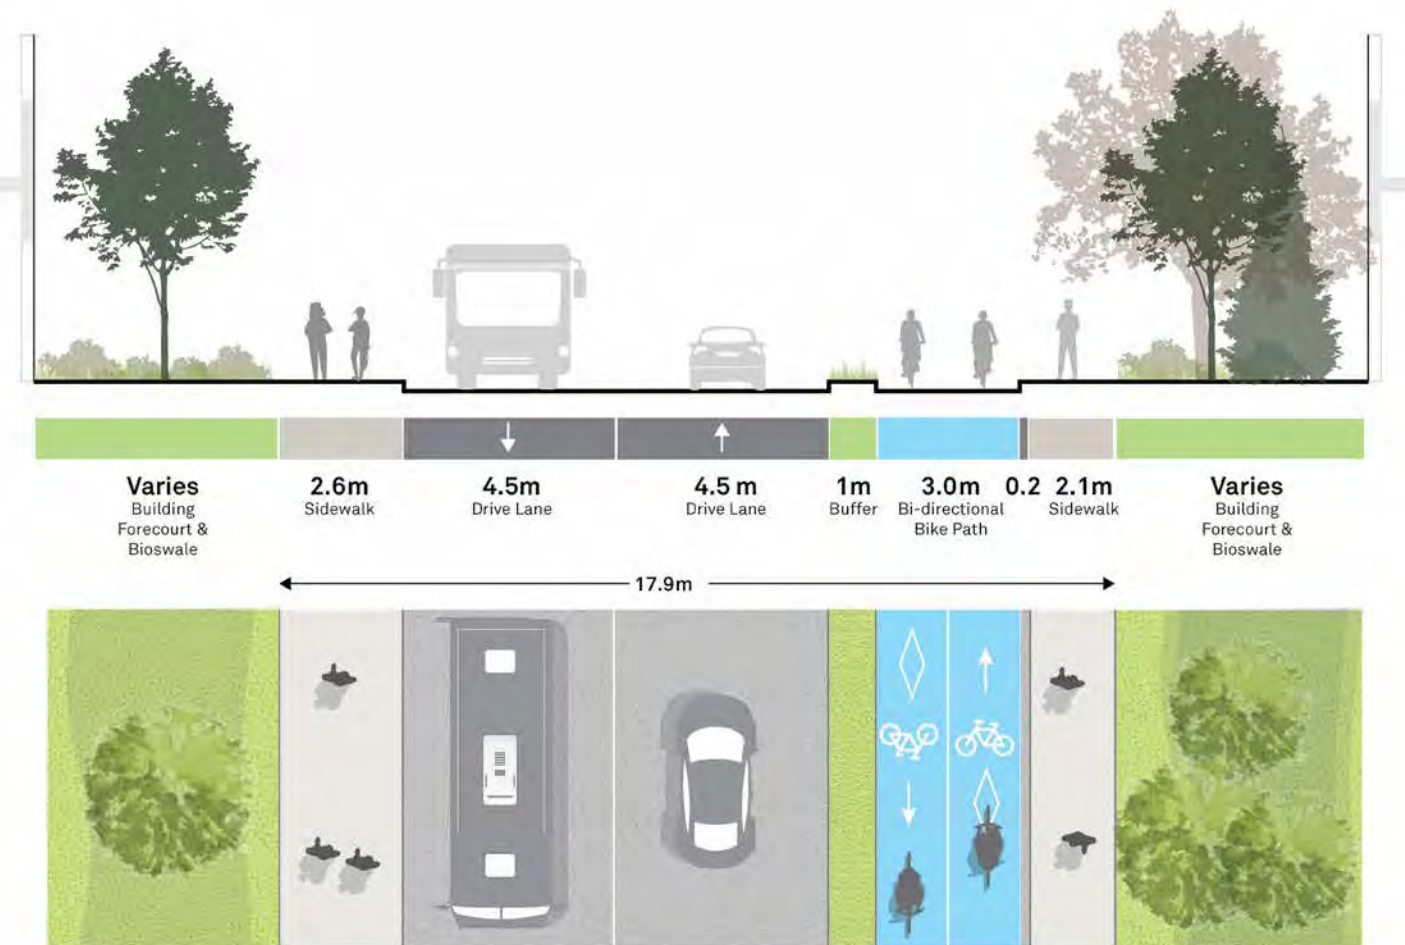 Varies
Building
Forecourt &
Bioswale
2.6m
Sidewalk
4.5m
Drive Lane
4.5 m
Drive Lane
1m
Buffer
3.0m
Bi-directional
Bike Path
0.2
2.1m
Sidewalk
Varies
Building
Forecourt &
Bioswale
17.9m